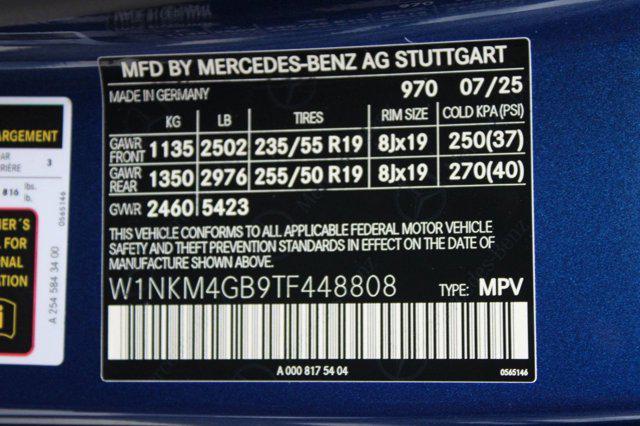 MFD BY MERCEDES-BENZ AG STUTTGART
MADE IN GERMANY 970 07/25
KG LB TIRES RIM SIZE COLD KPA(PSI)
GAWR FRONT 1135 2502 235/55 R19 8Jx19 250(37)
GAWR REAR 1350 2976 255/50 R19 8Jx19 270(40)
GVWR 2460 5423
THIS VEHICLE CONFORMS TO ALL APPLICABLE FEDERAL MOTOR VEHICLE
SAFETY AND THEFT PREVENTION STANDARDS IN EFFECT ON THE DATE OF
MANUFACTURE SHOWN ABOVE.
W1NKM4GB9TF448808 TYPE: MPV
A 000 817 54 04
0565146
ARGEMENT
3
lbs.
lb.
0565146
A 254 584 34 00